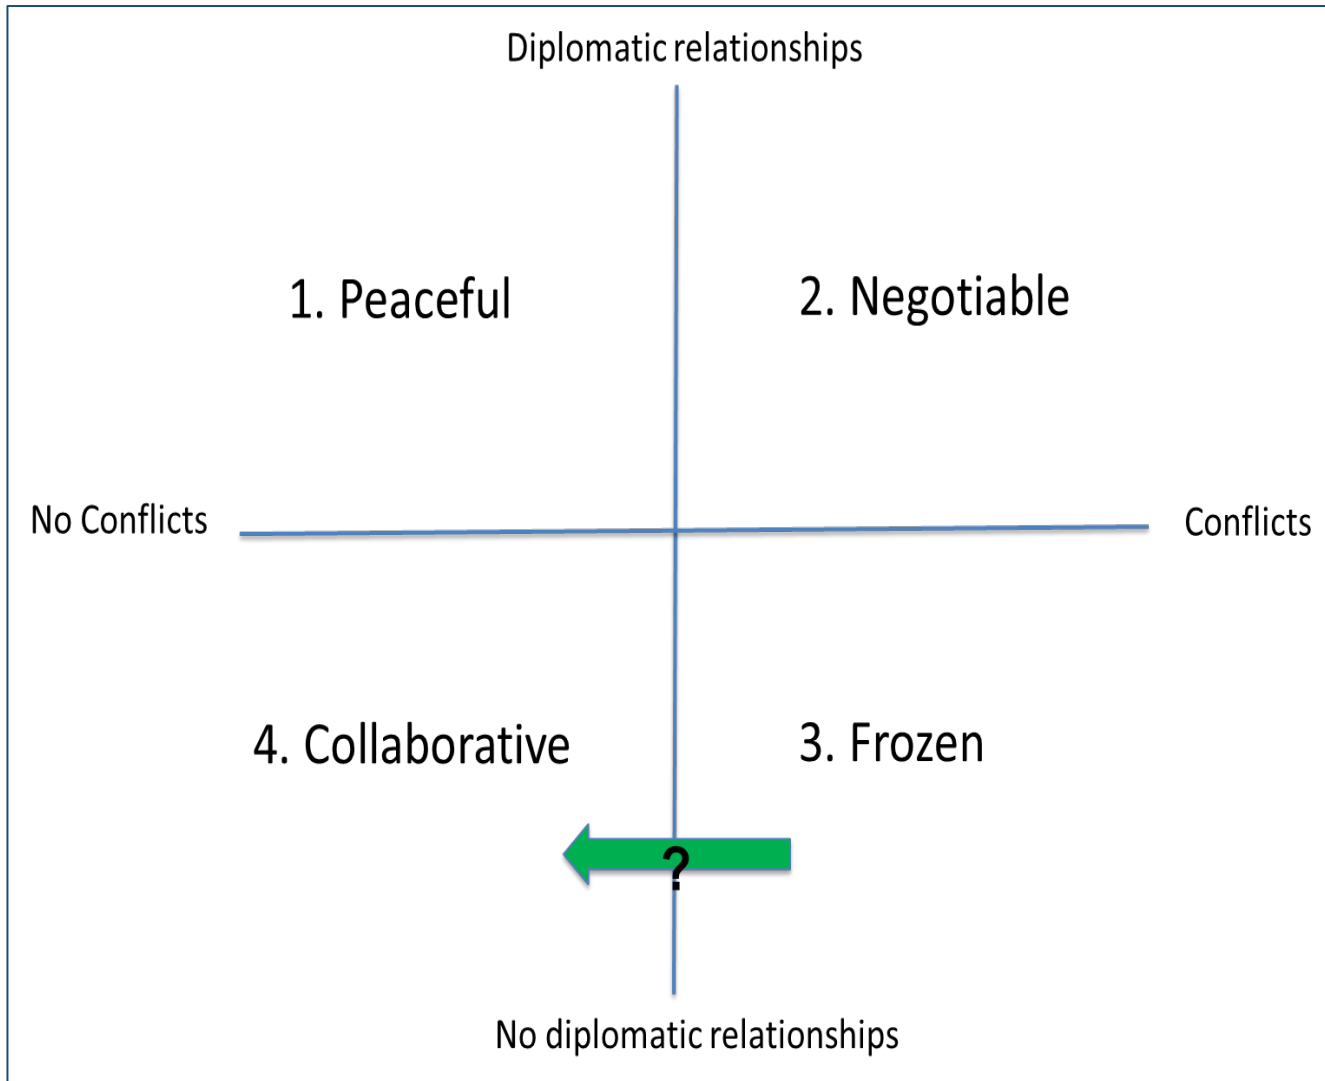 Diplomatic relationships
1. Peaceful
2. Negotiable
No Conflicts
Conflicts
4. Collaborative
3. Frozen
?
No diplomatic relationships